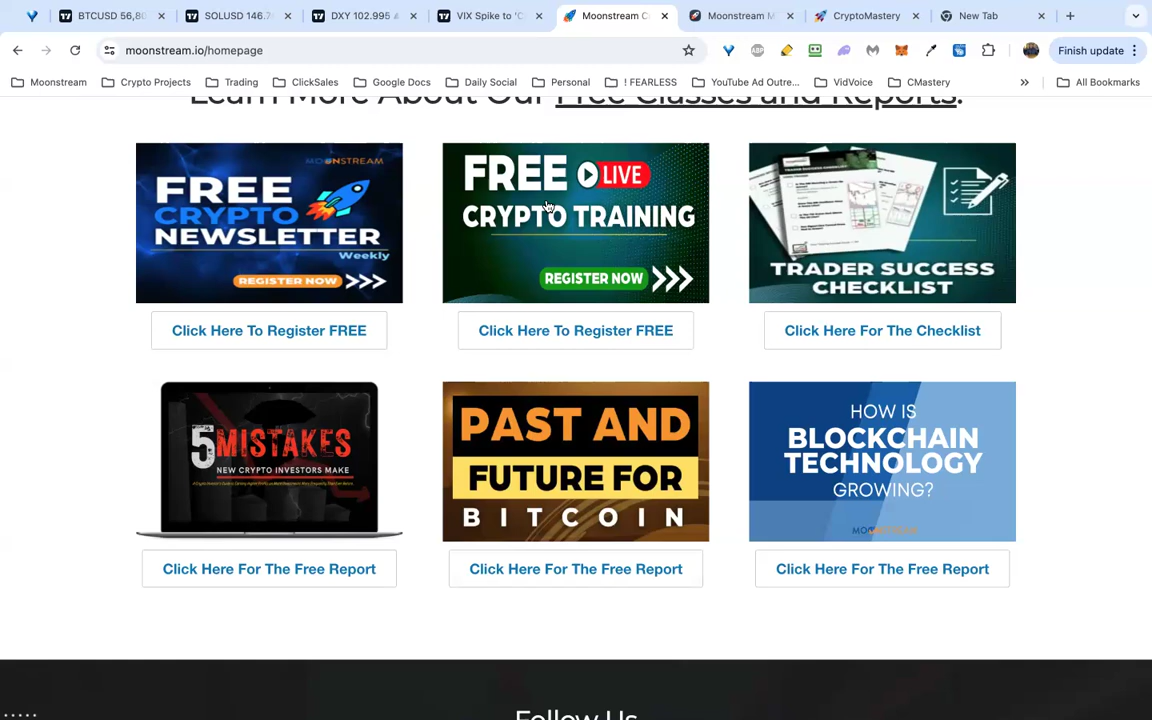 BTCUSD 56,80
SOLUSD 146.7
DXY 102.995
VIX Spike to 'C
Moonstream C
Moonstream M
CryptoMastery
New Tab
moonstream.io/homepage
Finish update
Moonstream
Crypto Projects
Trading
ClickSales
Google Docs
Daily Social
Personal
! FEARLESS
YouTube Ad Outre...
VidVoice
CMastery
All Bookmarks
Learn More About Our Free Classes and Reports:
MOONSTREAM
FREE
CRYPTO
NEWSLETTER
Weekly
REGISTER NOW
FREE LIVE
CRYPTO TRAINING
REGISTER NOW
TRADER SUCCESS
CHECKLIST
Click Here To Register FREE
Click Here To Register FREE
Click Here For The Checklist
5 MISTAKES
NEW CRYPTO INVESTORS MAKE
PAST AND
FUTURE FOR
BITCOIN
HOW IS
BLOCKCHAIN
TECHNOLOGY
GROWING?
MOONSTREAM
Click Here For The Free Report
Click Here For The Free Report
Click Here For The Free Report
Follow Us